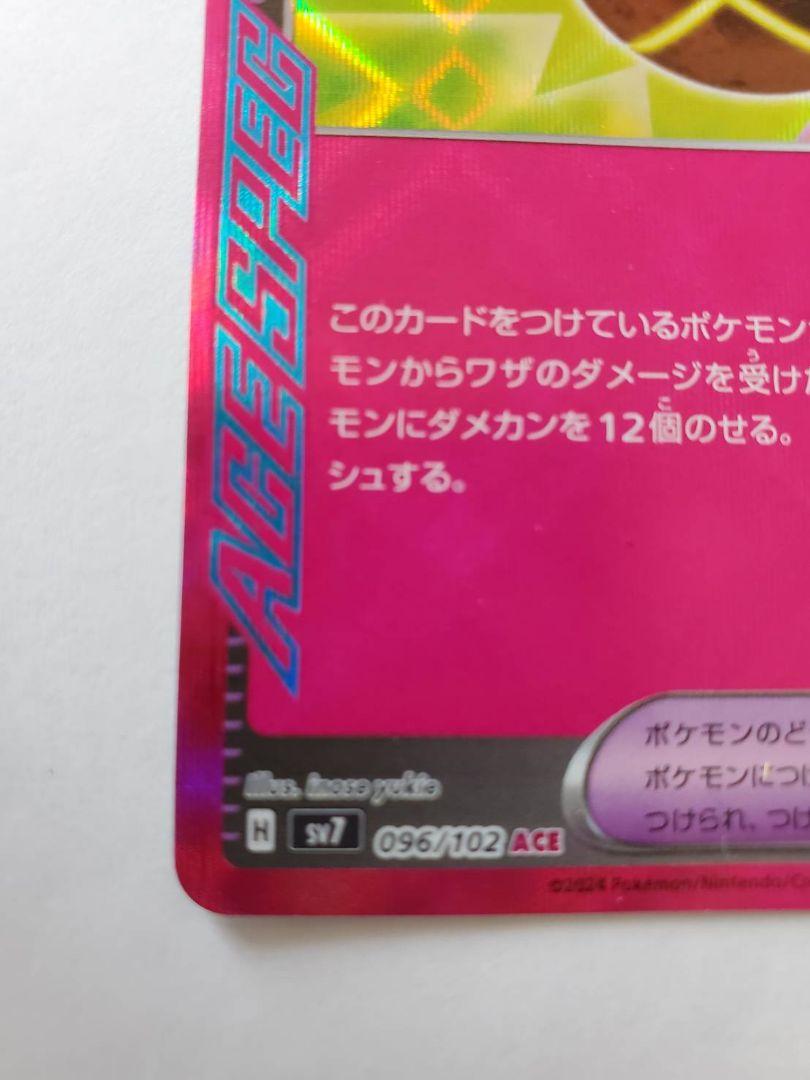 ACE SPEC
このカードをつけているポケモン
モンからワザのダメージを受け
モンにダメカンを12個のせる。
シュする。
ポケモンのど
ポケモンにつけ
つけられ、つけ
Illus. inose yukie
H SV7 096/102 ACE
©2024 Pokémon/Nintendo/C